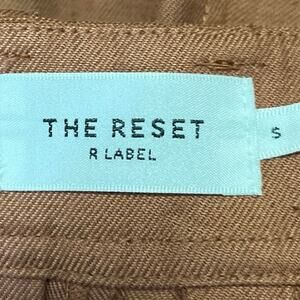 THE RESET
R LABEL
S